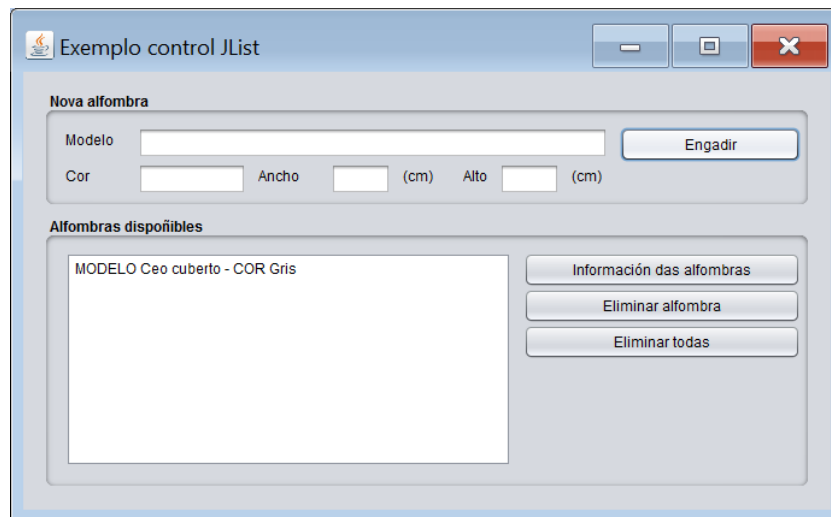 Exemplo control JList
Nova alfombra
Modelo Engadir
Cor Ancho (cm) Alto (cm)
Alfombras dispoñibles
MODELO Ceo cuberto - COR Gris
Información das alfombras
Eliminar alfombra
Eliminar todas